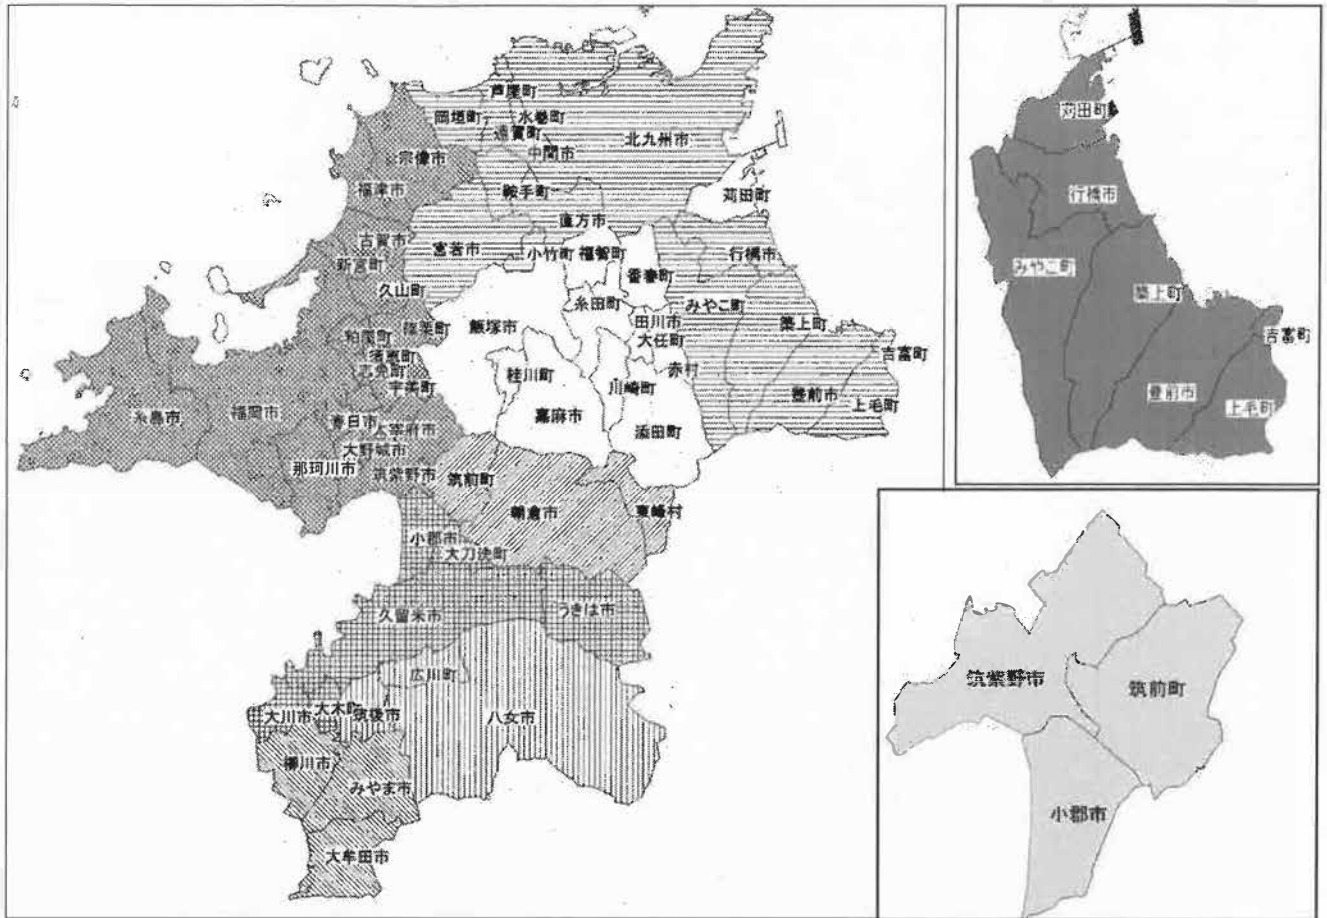 芦屋町
岡垣町
水巻町
遠賀町
中間市
北九州市
宗像市
鞍手町
苅田町
福津市
直方市
古賀市
宮若市
小竹町
福智町
行橋市
新宮町
香春町
久山町
糸田町
みやこ町
飯塚市
田川市
築上町
粕屋町
篠栗町
大任町
須恵町
志免町
吉富町
宇美町
桂川町
赤村
川崎町
豊前市
上毛町
糸島市
福岡市
春日市
太宰府市
嘉麻市
添田町
大野城市
那珂川市
筑紫野市
筑前町
朝倉市
東峰村
小郡市
大刀洗町
久留米市
うきは市
広川町
大川市
大木町
筑後市
八女市
柳川市
みやま市
大牟田市
苅田町
行橋市
みやこ町
築上町
吉富町
豊前市
上毛町
筑紫野市
筑前町
小郡市